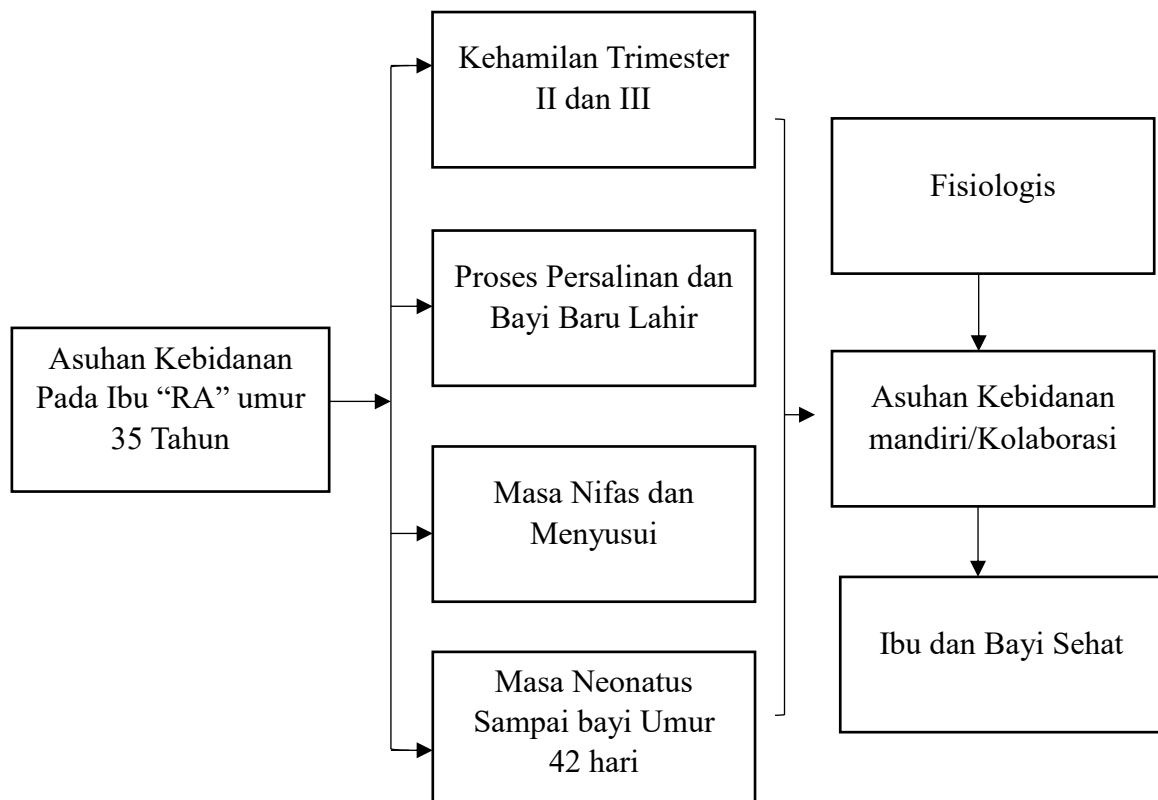 Asuhan Kebidanan
Pada Ibu “RA” umur
35 Tahun
Kehamilan Trimester
II dan III
Proses Persalinan dan
Bayi Baru Lahir
Masa Nifas dan
Menyusui
Masa Neonatus
Sampai bayi Umur
42 hari
Fisiologis
Asuhan Kebidanan
mandiri/Kolaborasi
Ibu dan Bayi Sehat